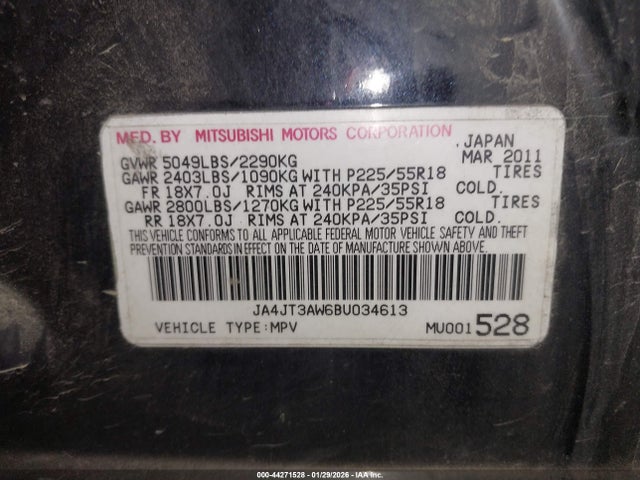 MFD. BY MITSUBISHI MOTORS CORPORATION , JAPAN
GVWR 5049LBS/2290KG MAR 2011
GAWR 2403LBS/1090KG WITH P225/55R18 TIRES
FR 18X7.0J RIMS AT 240KPA/35PSI COLD.
GAWR 2800LBS/1270KG WITH P225/55R18 TIRES
RR 18X7.0J RIMS AT 240KPA/35PSI COLD.
THIS VEHICLE CONFORMS TO ALL APPLICABLE FEDERAL MOTOR VEHICLE SAFETY AND THEFT
PREVENTION STANDARDS IN EFFECT ON THE DATE OF MANUFACTURE SHOWN ABOVE.
JA4JT3AW6BU034613
VEHICLE TYPE:MPV MU001528
000-44271528 - 01/29/2026 - IAA Inc.